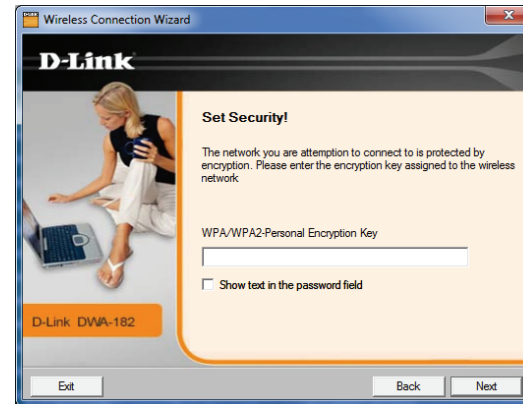 Wireless Connection Wizard
D-Link
Set Security!
The network you are attemption to connect to is protected by
encryption. Please enter the encryption key assigned to the wireless
network
WPA/WPA2-Personal Encryption Key
Show text in the password field
D-Link DWA-182
Exit
Back
Next